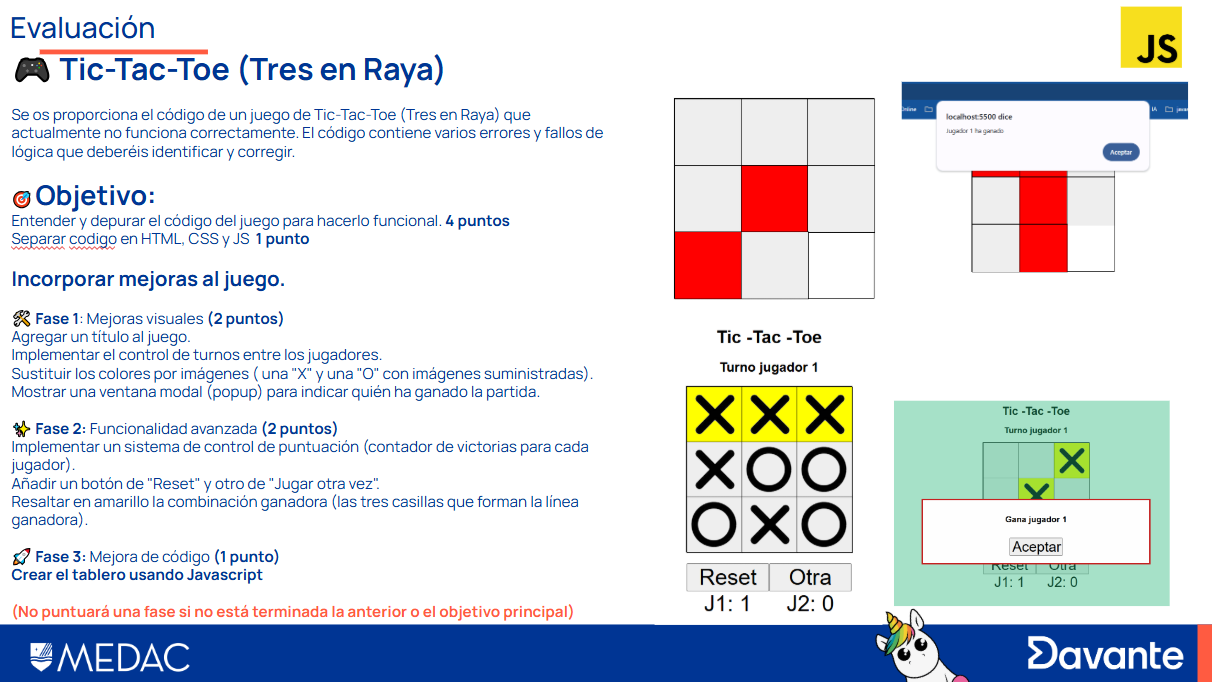 Evaluación
Tic-Tac-Toe (Tres en Raya)
Se os proporciona el código de un juego de Tic-Tac-Toe (Tres en Raya) que
actualmente no funciona correctamente. El código contiene varios errores y fallos de
lógica que deberéis identificar y corregir.
Objetivo:
Entender y depurar el código del juego para hacerlo funcional. 4 puntos
Separar codigo en HTML, CSS y JS 1 punto
Incorporar mejoras al juego.
Fase 1: Mejoras visuales (2 puntos)
Agregar un título al juego.
Implementar el control de turnos entre los jugadores.
Sustituir los colores por imágenes ( una "X" y una "O" con imágenes suministradas).
Mostrar una ventana modal (popup) para indicar quién ha ganado la partida.
Fase 2: Funcionalidad avanzada (2 puntos)
Implementar un sistema de control de puntuación (contador de victorias para cada
jugador).
Añadir un botón de "Reset" y otro de "Jugar otra vez".
Resaltar en amarillo la combinación ganadora (las tres casillas que forman la línea
ganadora).
Fase 3: Mejora de código (1 punto)
Crear el tablero usando Javascript
(No puntuará una fase si no está terminada la anterior o el objetivo principal)
JS
localhost:5500 dice
Jugador 1 ha ganado
Aceptar
Tic -Tac -Toe
Turno jugador 1
Reset Otra
J1: 1 J2: 0
Tic -Tac -Toe
Turno jugador 1
Gana jugador 1
Aceptar
Reset Otra
J1: 1 J2: 0
MEDAC
Davante